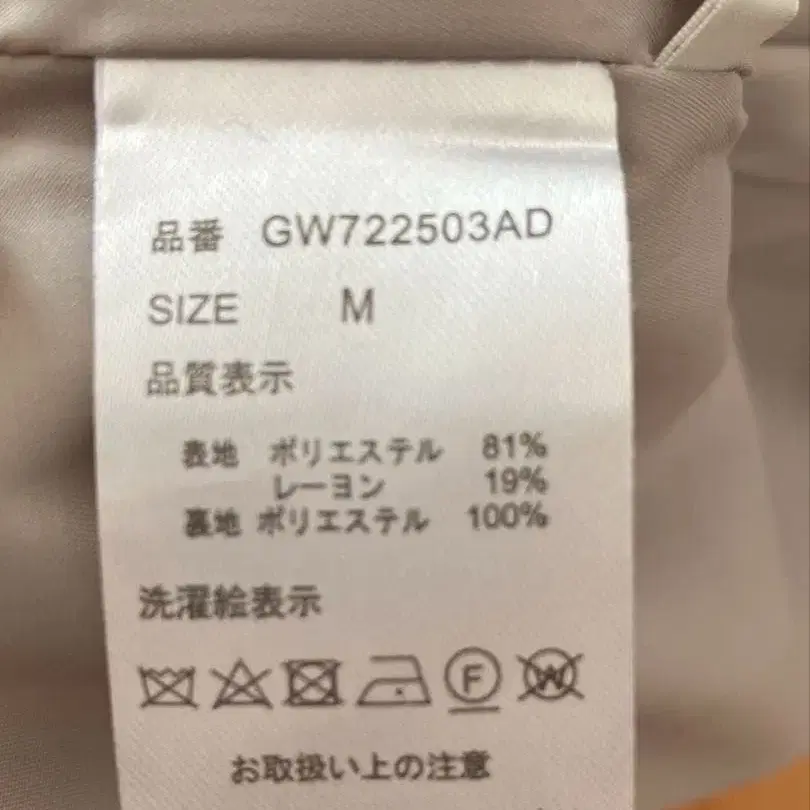 品番 GW722503AD
SIZE M
品質表示
表地 ポリエステル 81%
レーヨン 19%
裏地 ポリエステル 100%
洗濯絵表示
F W
お取扱い上の注意